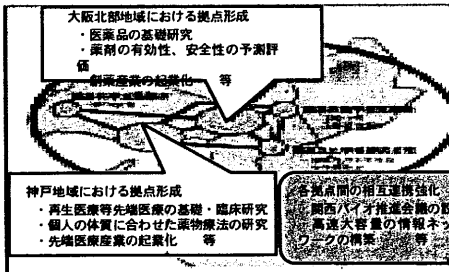 大阪北部地域における拠点形成
・医薬品の基礎研究
・薬剤の有効性、安全性の予測評
価
・創薬産業の起業化　　等
神戸地域における拠点形成
・再生医療等先端医療の基礎・臨床研究
・個人の体質に合わせた薬物療法の研究
・先端医療産業の起業化　　等
各拠点間の相互連携強化
関西バイオ推進会議の設
高速大容量の情報ネッ
ワークの構築　　等